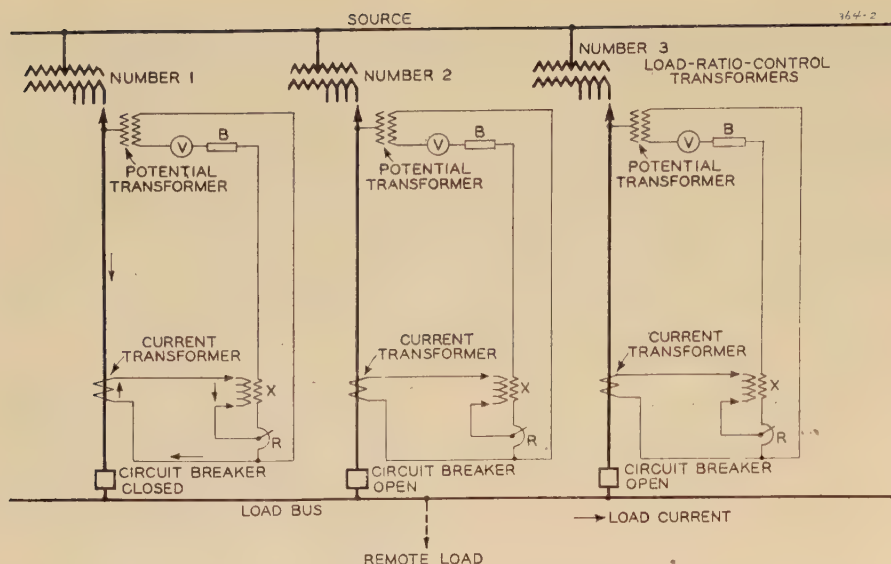 SOURCE
364-2
NUMBER 1
NUMBER 2
NUMBER 3
LOAD-RATIO-CONTROL
TRANSFORMERS
V
B
POTENTIAL
TRANSFORMER
V
B
POTENTIAL
TRANSFORMER
V
B
POTENTIAL
TRANSFORMER
CURRENT
TRANSFORMER
X
R
CURRENT
TRANSFORMER
X
R
CURRENT
TRANSFORMER
X
R
CIRCUIT BREAKER
CLOSED
CIRCUIT BREAKER
OPEN
CIRCUIT BREAKER
OPEN
LOAD BUS
LOAD CURRENT
REMOTE LOAD